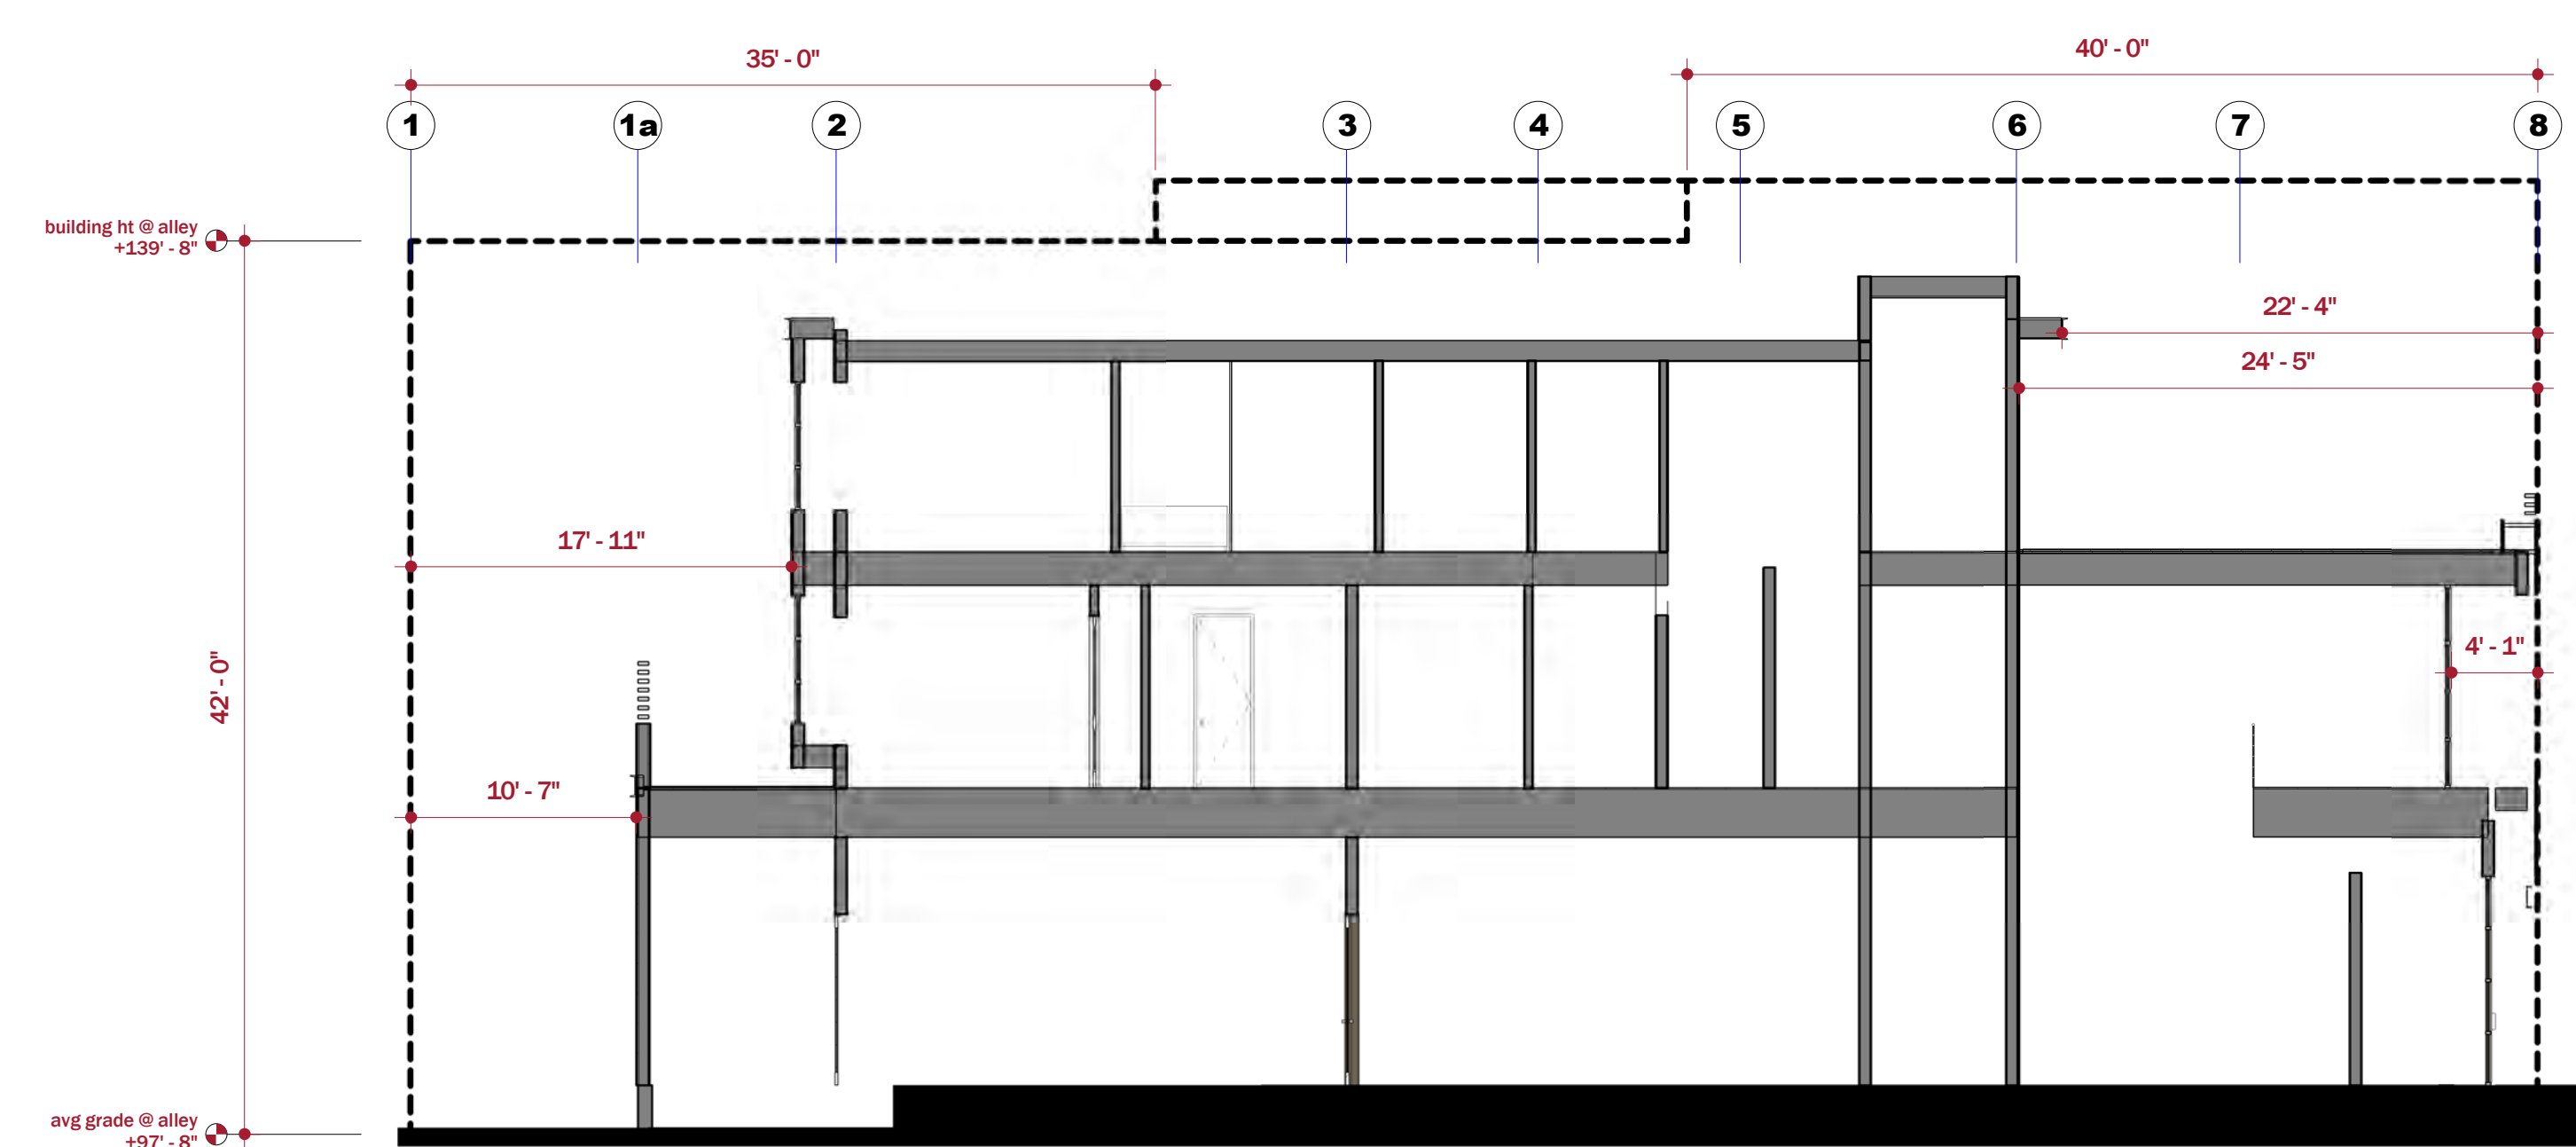 40' - 0"
35' - 0"
1
1a
2
3
4
5
6
7
8
building ht @ alley
+139' - 8"
22' - 4"
24' - 5"
17' - 11"
4' - 1"
42' - 0"
10' - 7"
avg grade @ alley
+97' - 8"